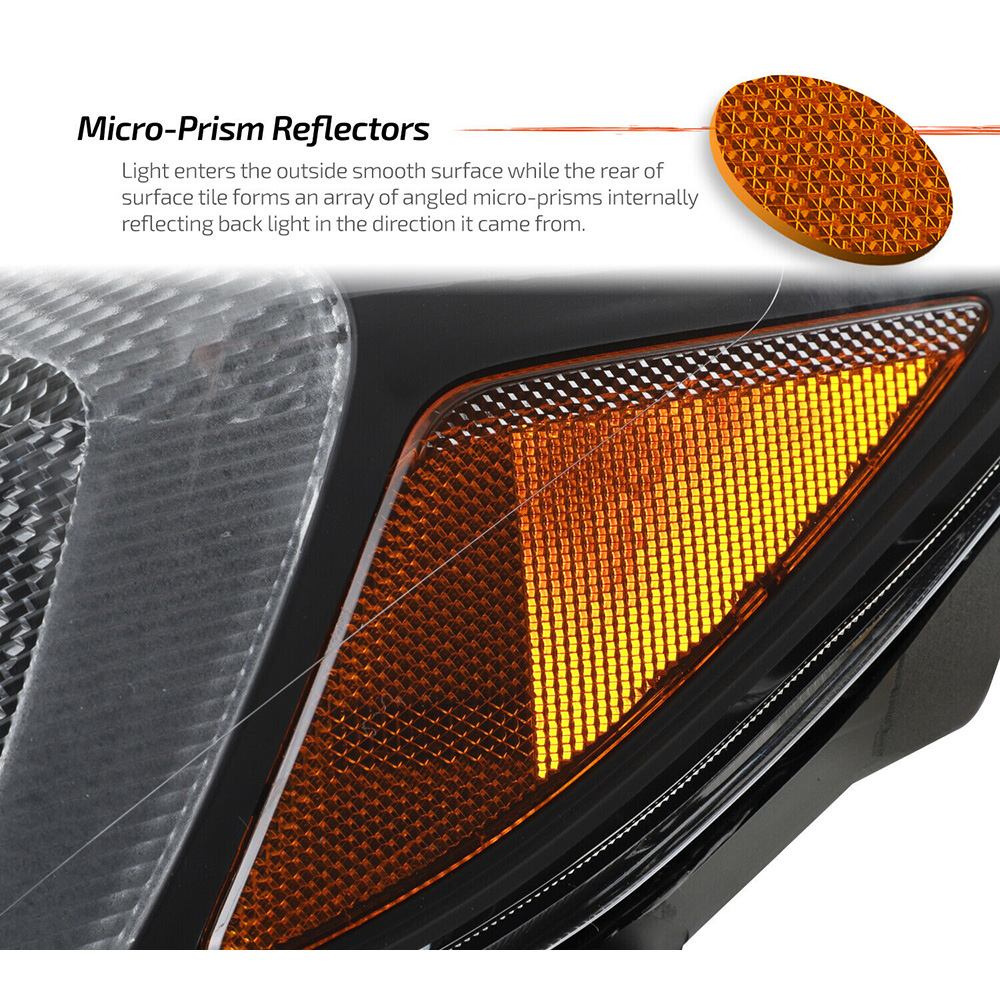 Micro-Prism Reflectors
Light enters the outside smooth surface while the rear of
surface tile forms an array of angled micro-prisms internally
reflecting back light in the direction it came from.